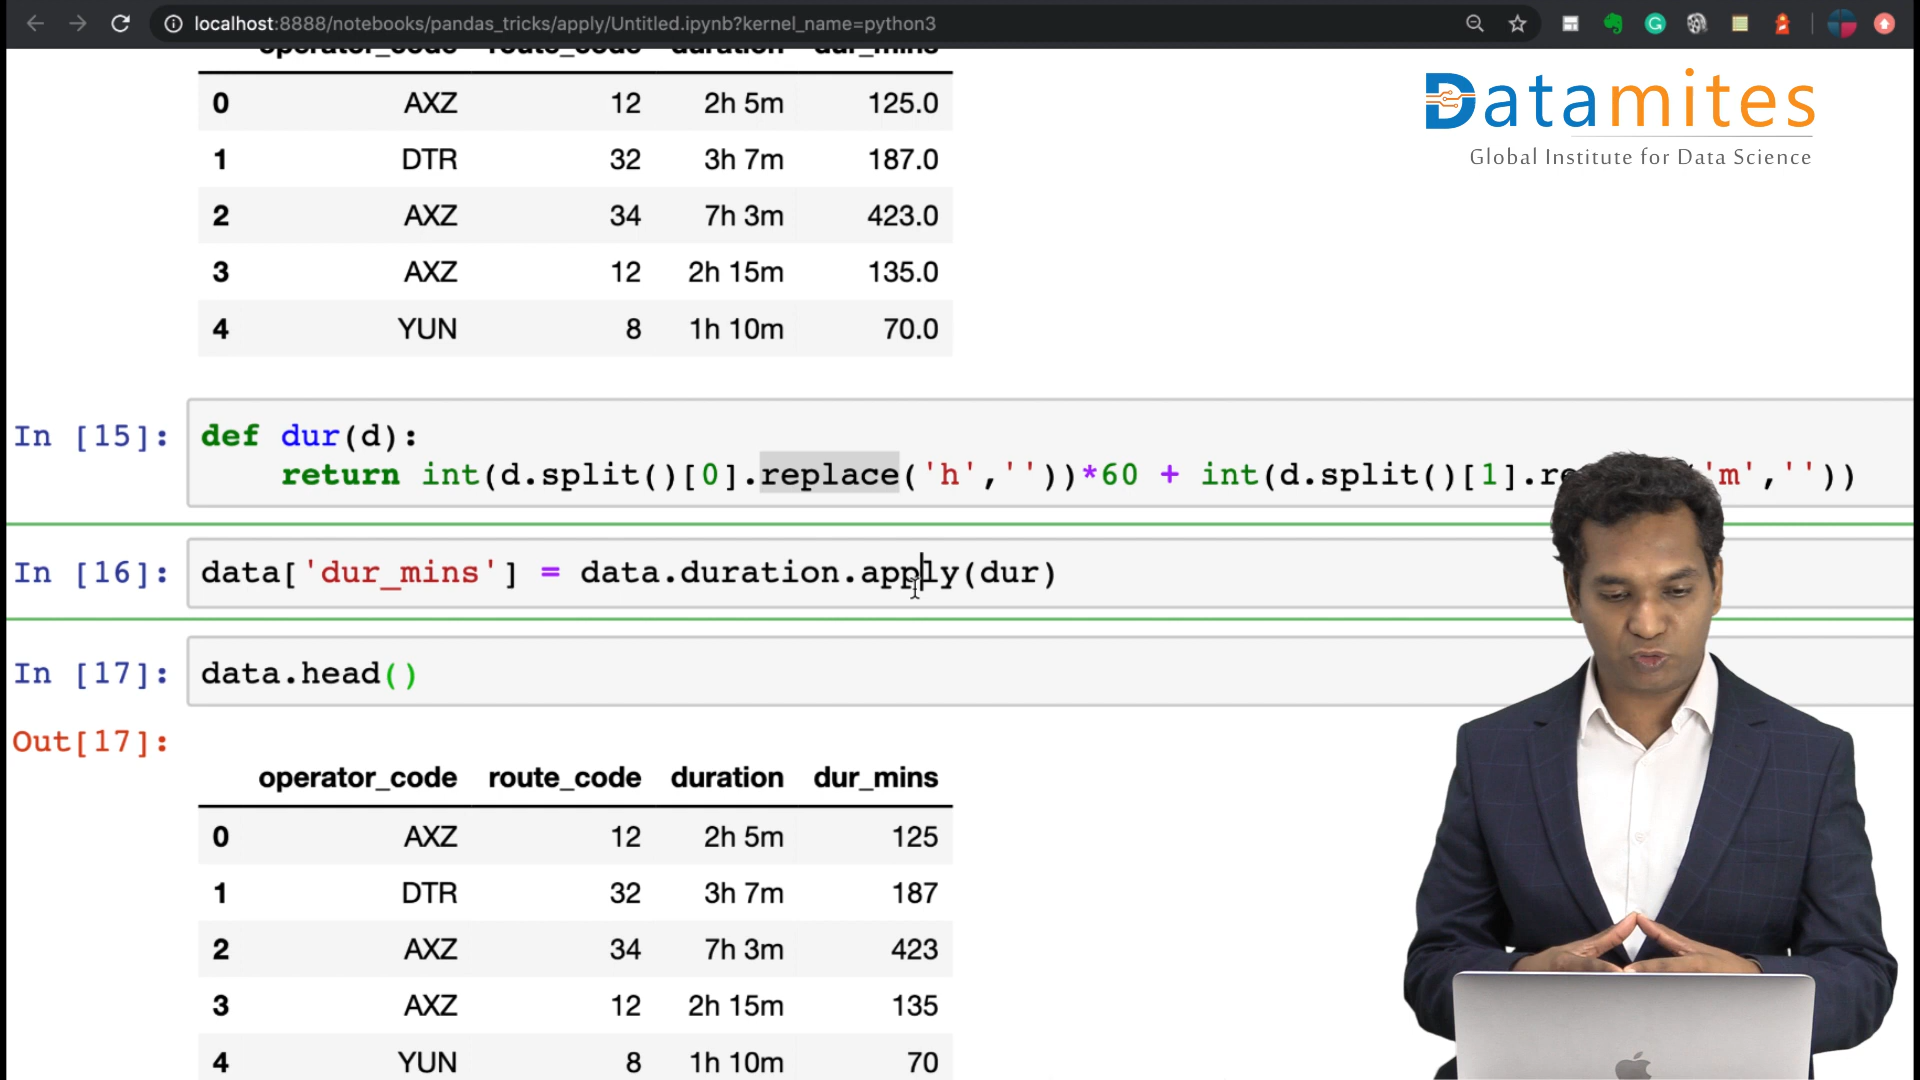 localhost:8888/notebooks/pandas_tricks/apply/Untitled.ipynb?kernel_name=python3
operator_code route_code duration dur_mins
0 AXZ 12 2h 5m 125.0
1 DTR 32 3h 7m 187.0
2 AXZ 34 7h 3m 423.0
3 AXZ 12 2h 15m 135.0
4 YUN 8 1h 10m 70.0
Datamites
Global Institute for Data Science
In [15]: def dur(d):
return int(d.split()[0].replace('h',''))*60 + int(d.split()[1].re 'm',''))
In [16]: data['dur_mins'] = data.duration.apply(dur)
In [17]: data.head()
Out[17]:
operator_code route_code duration dur_mins
0 AXZ 12 2h 5m 125
1 DTR 32 3h 7m 187
2 AXZ 34 7h 3m 423
3 AXZ 12 2h 15m 135
4 YUN 8 1h 10m 70